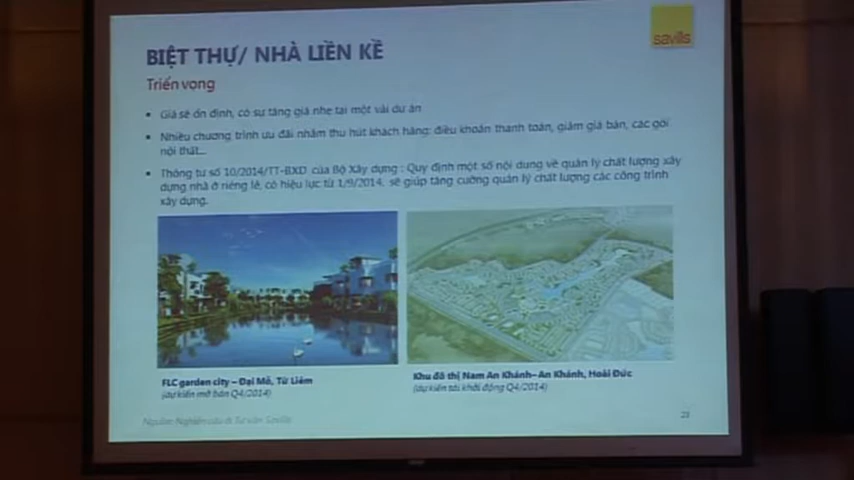 savills
BIỆT THỰ/ NHÀ LIỀN KỀ
Triển vọng
• Giá sẽ ổn định, có sự tăng giá nhẹ tại một vài dự án
• Nhiều chương trình ưu đãi nhằm thu hút khách hàng: điều khoản thanh toán, giảm giá bán, các gói
nội thất...
• Thông tư số 10/2014/TT-BXD của Bộ Xây dựng : Quy định một số nội dung về quản lý chất lượng xây
dựng nhà ở riêng lẻ, có hiệu lực từ 1/9/2014, sẽ giúp tăng cường quản lý chất lượng các công trình
xây dựng.
FLC garden city – Đại Mỗ, Từ Liêm
(dự kiến mở bán Q4/2014)
Khu đô thị Nam An Khánh– An Khánh, Hoài Đức
(dự kiến tái khởi động Q4/2014)
Nguồn: Nghiên cứu & Tư vấn Savills